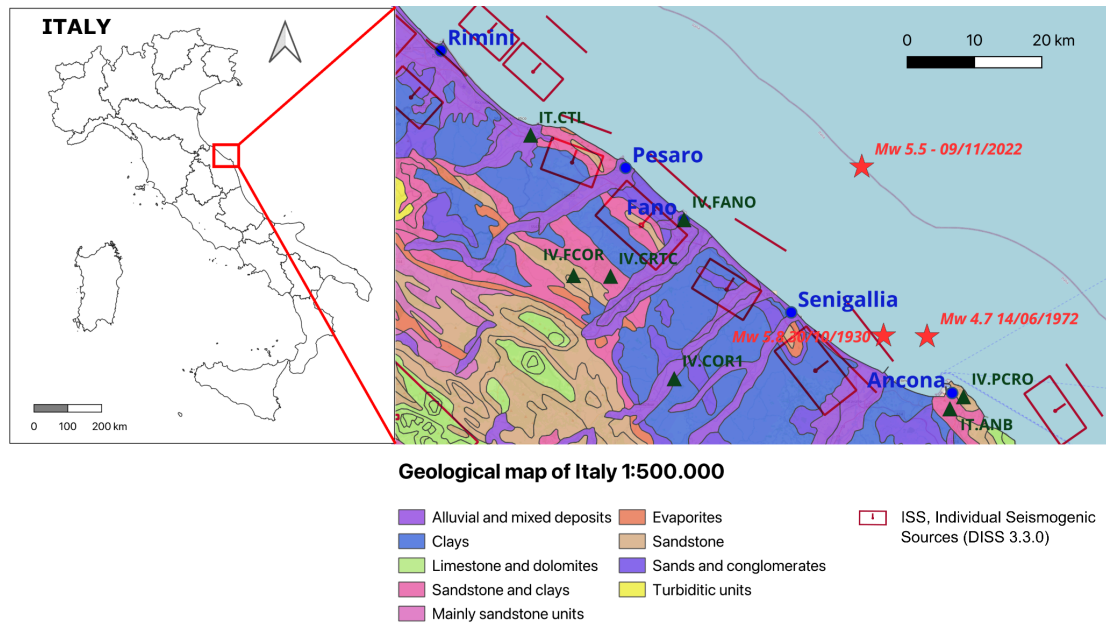 ITALY
0 100 200 km
Rimini
0 10 20 km
IT.CTL
Pesaro
Mw 5.5 - 09/11/2022
IV.FANO
Fano
IV.FCOR
IV.CRTC
Senigallia
Mw 4.7 14/06/1972
Mw 5.8 30/10/1930
IV.COR1
Ancona
IV.PCRO
IT.ANB
Geological map of Italy 1:500.000
Alluvial and mixed deposits
Clays
Limestone and dolomites
Sandstone and clays
Mainly sandstone units
Evaporites
Sandstone
Sands and conglomerates
Turbiditic units
ISS, Individual Seismogenic
Sources (DISS 3.3.0)